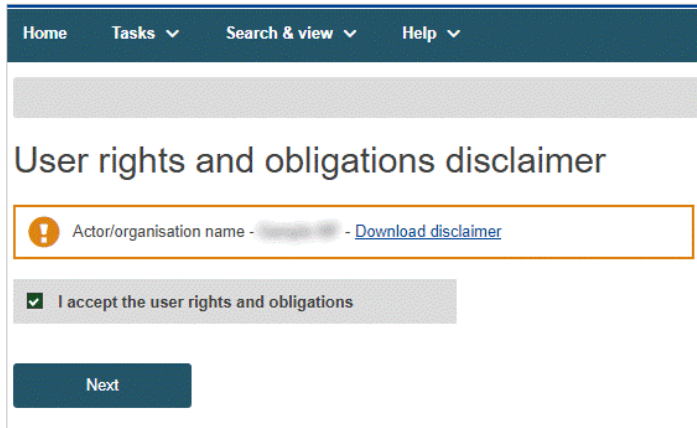 Home Tasks Search & view Help
User rights and obligations disclaimer
Actor/organisation name - - Download disclaimer
I accept the user rights and obligations
Next